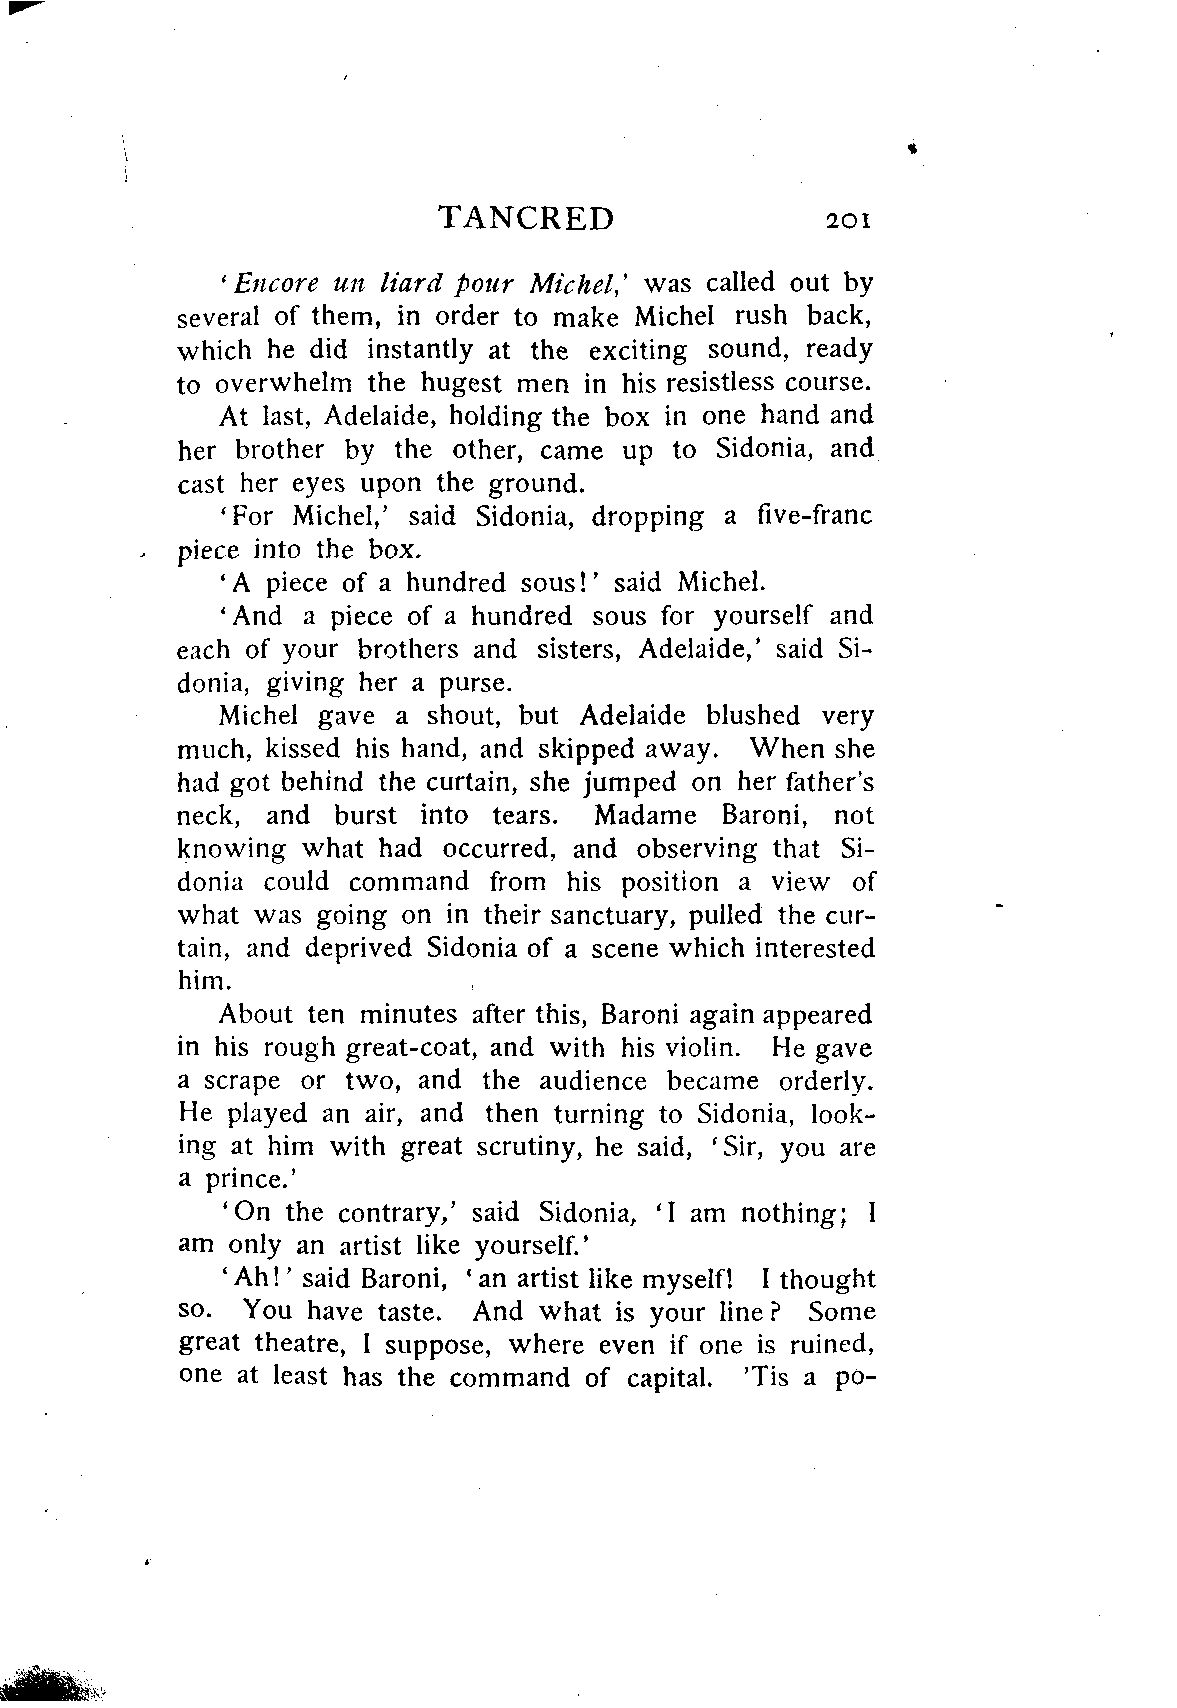 TANCRED 201
‘Encore un liard pour Michel,’ was called out by
several of them, in order to make Michel rush back,
which he did instantly at the exciting sound, ready
to overwhelm the hugest men in his resistless course.
At last, Adelaide, holding the box in one hand and
her brother by the other, came up to Sidonia, and
cast her eyes upon the ground.
‘For Michel,’ said Sidonia, dropping a five-franc
piece into the box.
‘A piece of a hundred sous!’ said Michel.
‘And a piece of a hundred sous for yourself and
each of your brothers and sisters, Adelaide,’ said Si-
donia, giving her a purse.
Michel gave a shout, but Adelaide blushed very
much, kissed his hand, and skipped away. When she
had got behind the curtain, she jumped on her father’s
neck, and burst into tears. Madame Baroni, not
knowing what had occurred, and observing that Si-
donia could command from his position a view of
what was going on in their sanctuary, pulled the cur-
tain, and deprived Sidonia of a scene which interested
him.
About ten minutes after this, Baroni again appeared
in his rough great-coat, and with his violin. He gave
a scrape or two, and the audience became orderly.
He played an air, and then turning to Sidonia, look-
ing at him with great scrutiny, he said, ‘Sir, you are
a prince.’
‘On the contrary,’ said Sidonia, ‘I am nothing; I
am only an artist like yourself.’
‘Ah!’ said Baroni, ‘an artist like myself! I thought
so. You have taste. And what is your line? Some
great theatre, I suppose, where even if one is ruined,
one at least has the command of capital. ’Tis a po-